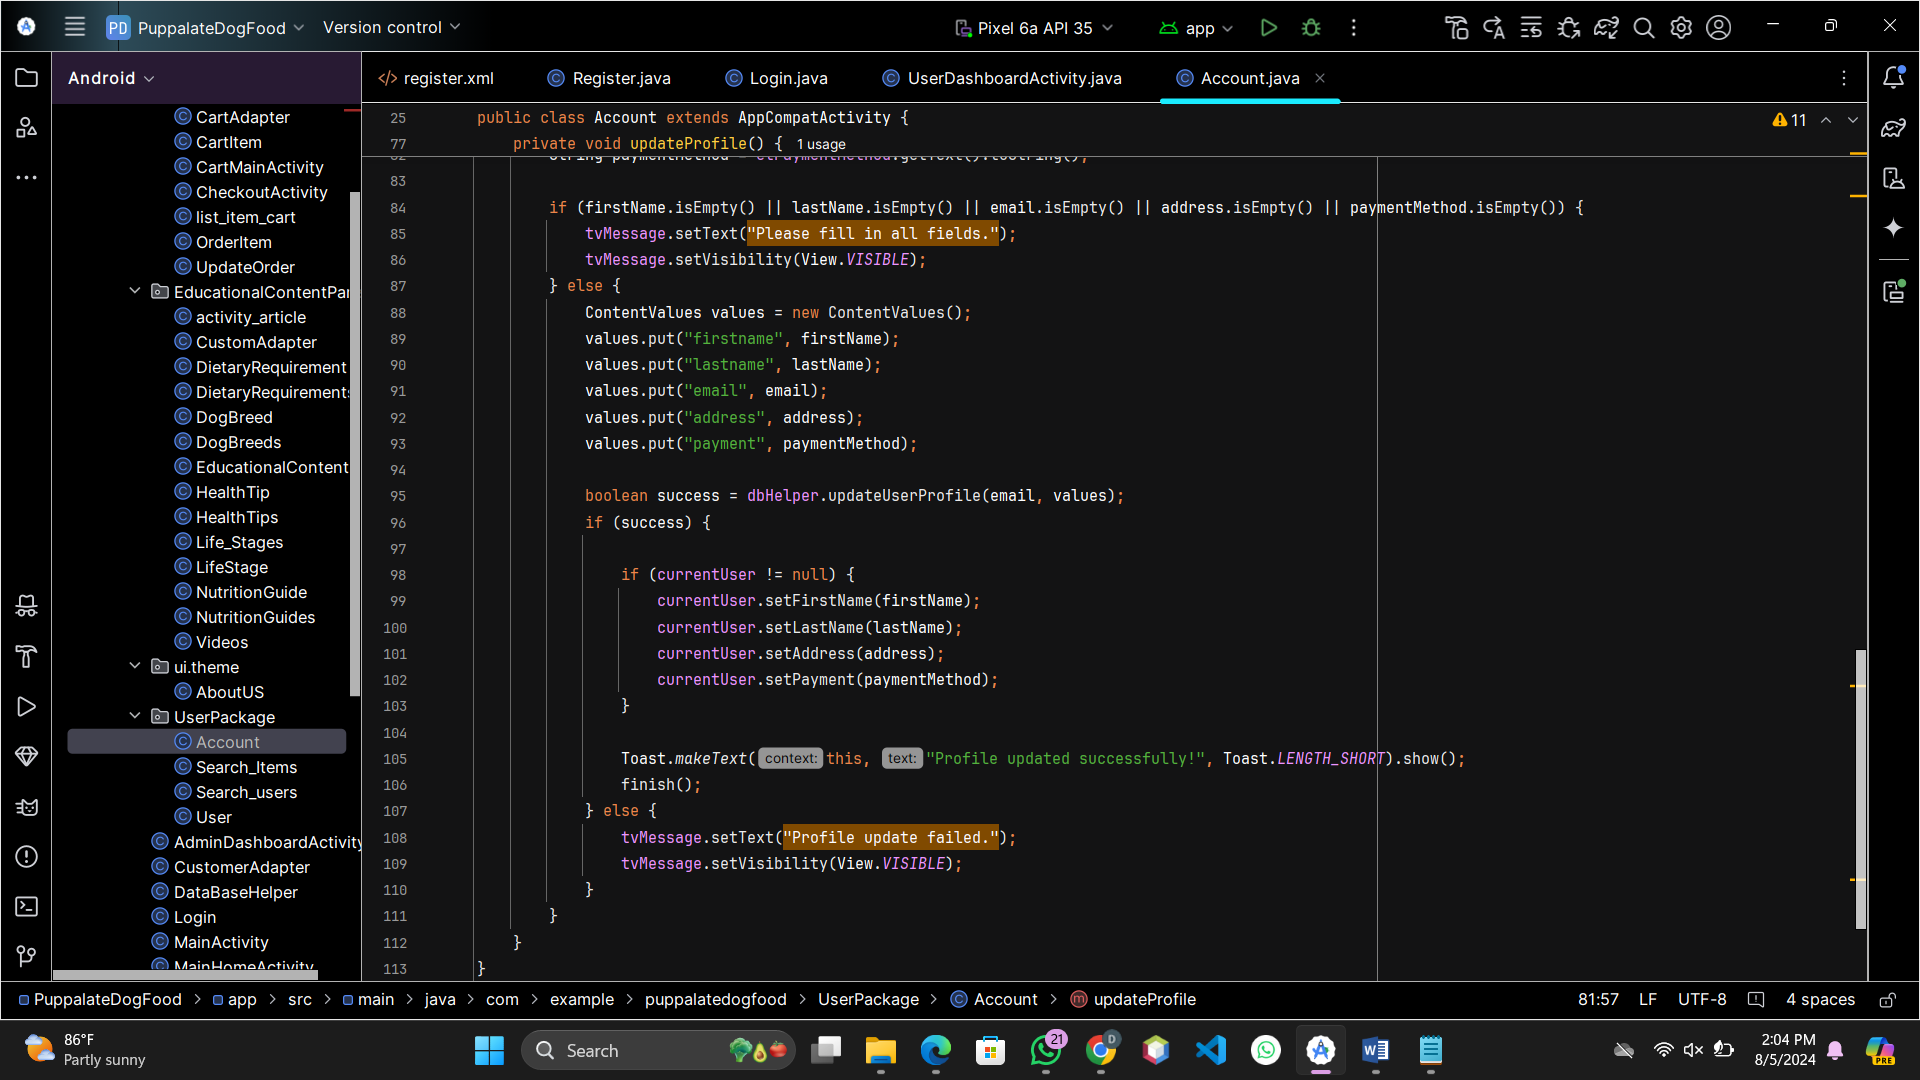 PD PuppalateDogFood Version control Pixel 6a API 35 app
Android
register.xml Register.java Login.java UserDashboardActivity.java Account.java
CartAdapter
CartItem
CartMainActivity
CheckoutActivity
list_item_cart
OrderItem
UpdateOrder
EducationalContentPa
activity_article
CustomAdapter
DietaryRequirement
DietaryRequirement
DogBreed
DogBreeds
EducationalContent
HealthTip
HealthTips
Life_Stages
LifeStage
NutritionGuide
NutritionGuides
Videos
ui.theme
AboutUS
UserPackage
Account
Search_Items
Search_users
User
AdminDashboardActivity
CustomerAdapter
DataBaseHelper
Login
MainActivity
MainHomeActivity
11
25 public class Account extends AppCompatActivity {
77 private void updateProfile() { 1 usage
82 String paymentMethod = etPaymentMethod.getText().toString();
83
84 if (firstName.isEmpty() || lastName.isEmpty() || email.isEmpty() || address.isEmpty() || paymentMethod.isEmpty()) {
85 tvMessage.setText("Please fill in all fields.");
86 tvMessage.setVisibility(View.VISIBLE);
87 } else {
88 ContentValues values = new ContentValues();
89 values.put("firstname", firstName);
90 values.put("lastname", lastName);
91 values.put("email", email);
92 values.put("address", address);
93 values.put("payment", paymentMethod);
94
95 boolean success = dbHelper.updateUserProfile(email, values);
96 if (success) {
97
98 if (currentUser != null) {
99 currentUser.setFirstName(firstName);
100 currentUser.setLastName(lastName);
101 currentUser.setAddress(address);
102 currentUser.setPayment(paymentMethod);
103 }
104
105 Toast.makeText( context: this, text: "Profile updated successfully!", Toast.LENGTH_SHORT).show();
106 finish();
107 } else {
108 tvMessage.setText("Profile update failed.");
109 tvMessage.setVisibility(View.VISIBLE);
110 }
111 }
112 }
113 }
PuppalateDogFood > app > src > main > java > com > example > puppalatedogfood > UserPackage > Account > updateProfile 81:57 LF UTF-8 4 spaces
86°F
Partly sunny
Search
21
D
PRE
2:04 PM
8/5/2024